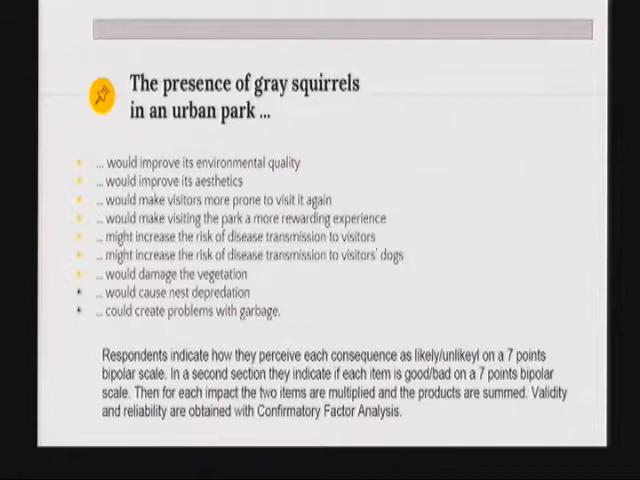 The presence of gray squirrels
in an urban park ...
... would improve its environmental quality
... would improve its aesthetics
... would make visitors more prone to visit it again
... would make visiting the park a more rewarding experience
... might increase the risk of disease transmission to visitors
... might increase the risk of disease transmission to visitors' dogs
... would damage the vegetation
... would cause nest depredation
... could create problems with garbage.
Respondents indicate how they perceive each consequence as likely/unlikeyl on a 7 points
bipolar scale. In a second section they indicate if each item is good/bad on a 7 points bipolar
scale. Then for each impact the two items are multiplied and the products are summed. Validity
and reliability are obtained with Confirmatory Factor Analysis.